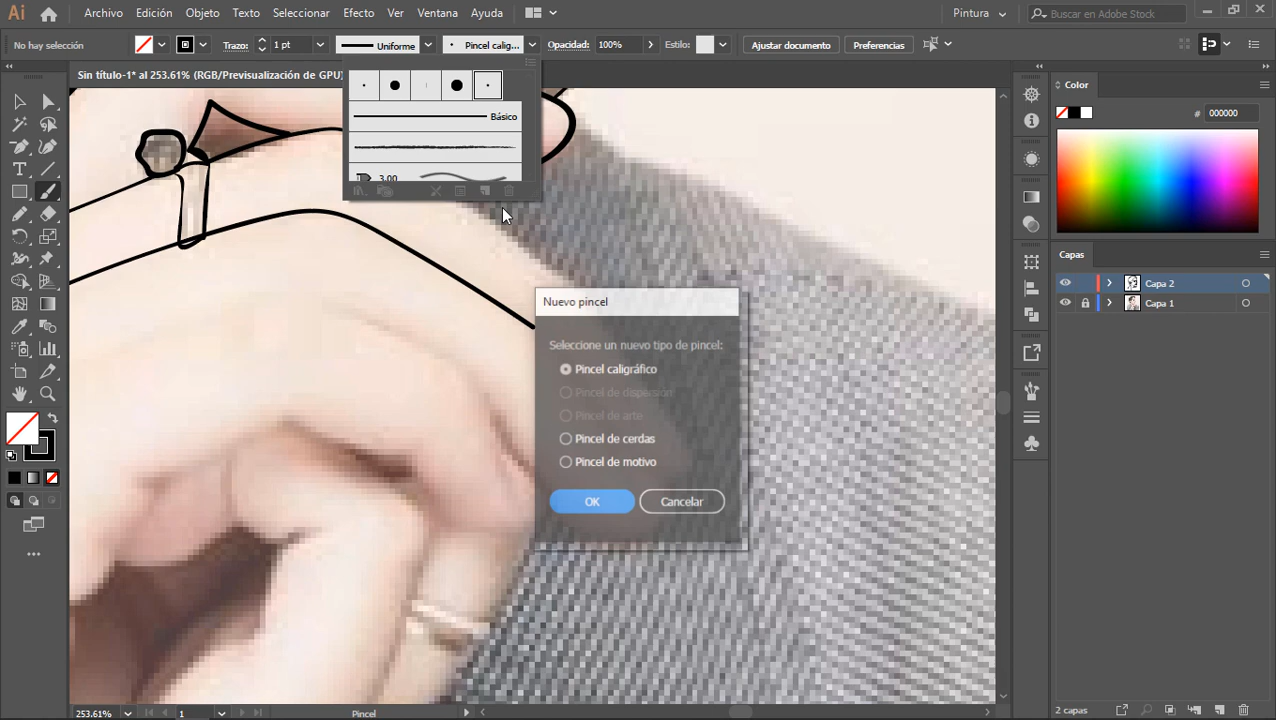 Ai Archivo Edición Objeto Texto Seleccionar Efecto Ver Ventana Ayuda Pintura Buscar en Adobe Stock
No hay selección Trazo: 1 pt Uniforme Pincel calig... Opacidad: 100% Estilo: Ajustar documento Preferencias
Sin título-1* al 253.61% (RGB/Previsualización de GPU)
Color
# 000000
Básico
3.00
Capas
Capa 2
Capa 1
Nuevo pincel
Seleccione un nuevo tipo de pincel:
Pincel caligráfico
Pincel de dispersión
Pincel de arte
Pincel de cerdas
Pincel de motivo
OK Cancelar
253.61% 1 Pincel 2 capas